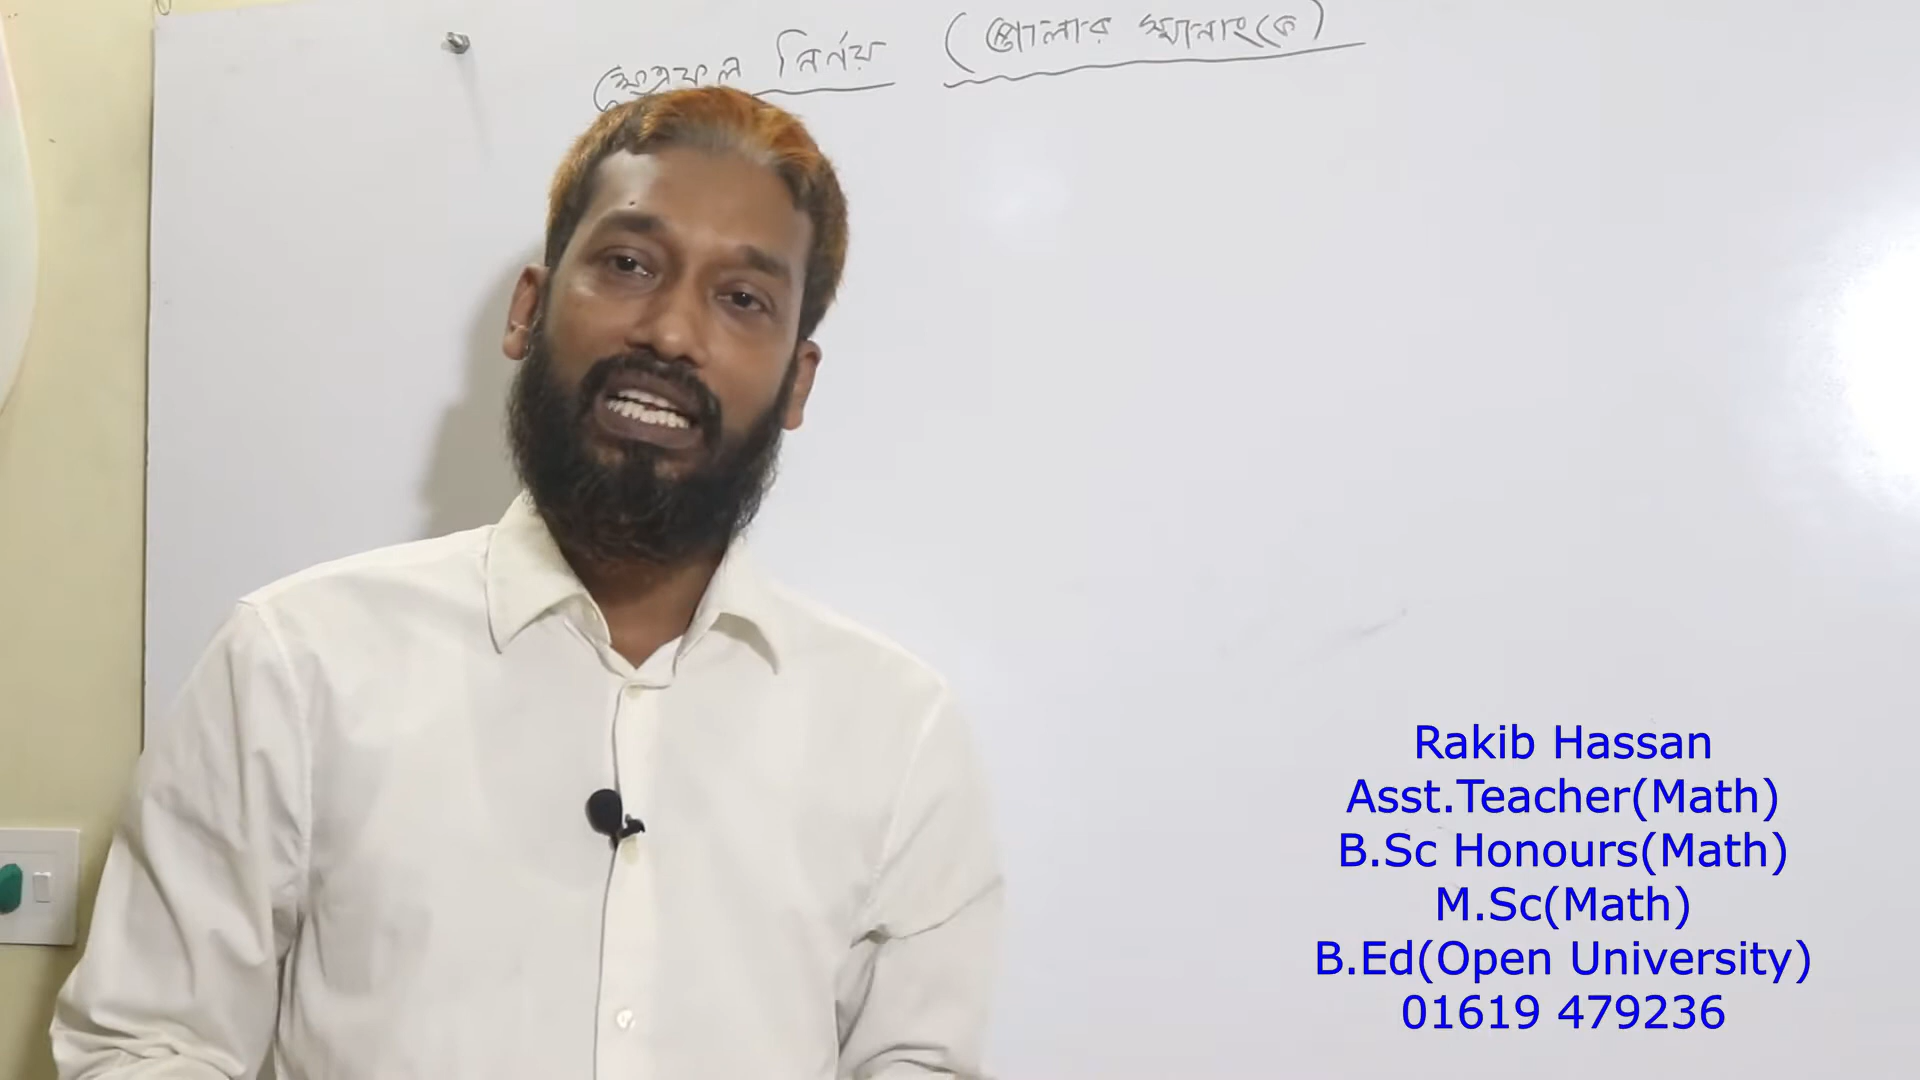 ক্ষেত্রফল নির্ণয় (পোলার স্থানাংকে)
Rakib Hassan
Asst.Teacher(Math)
B.Sc Honours(Math)
M.Sc(Math)
B.Ed(Open University)
01619 479236